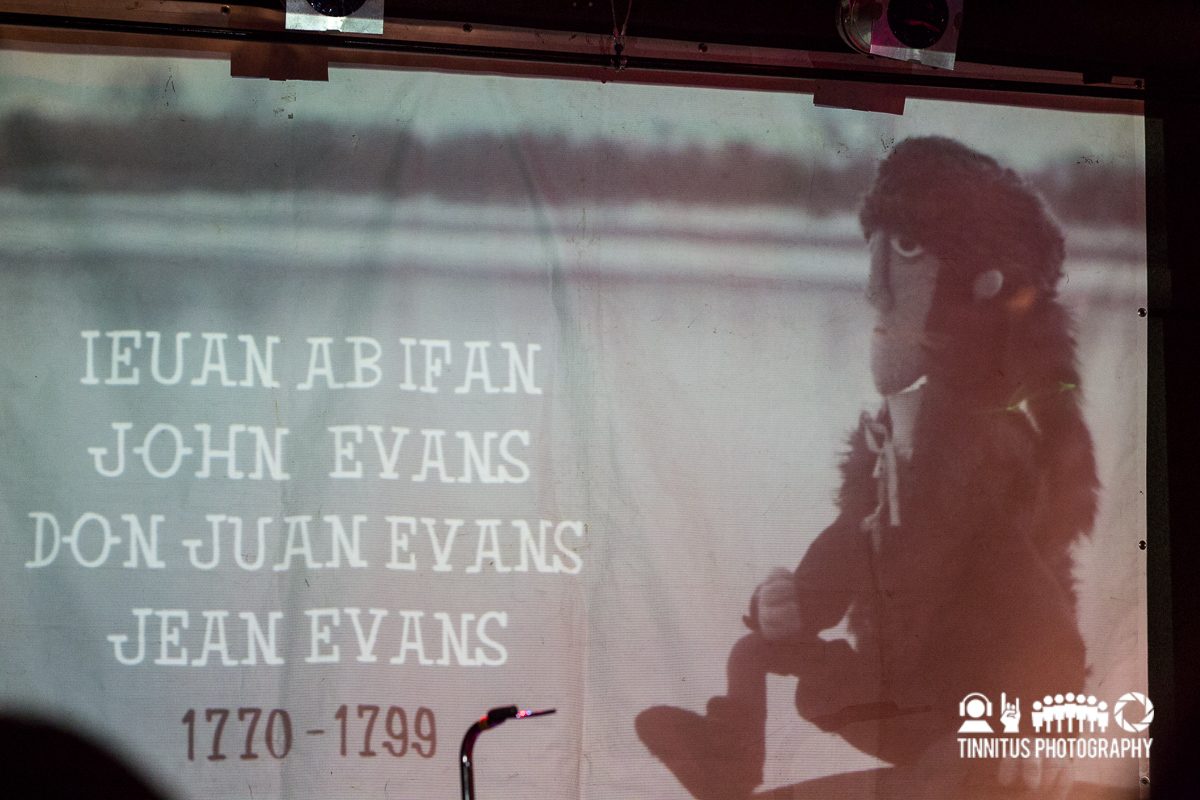 IEUAN AB IFAN
JOHN EVANS
DON JUAN EVANS
JEAN EVANS
1770 - 1799
TINNITUS PHOTOGRAPHY